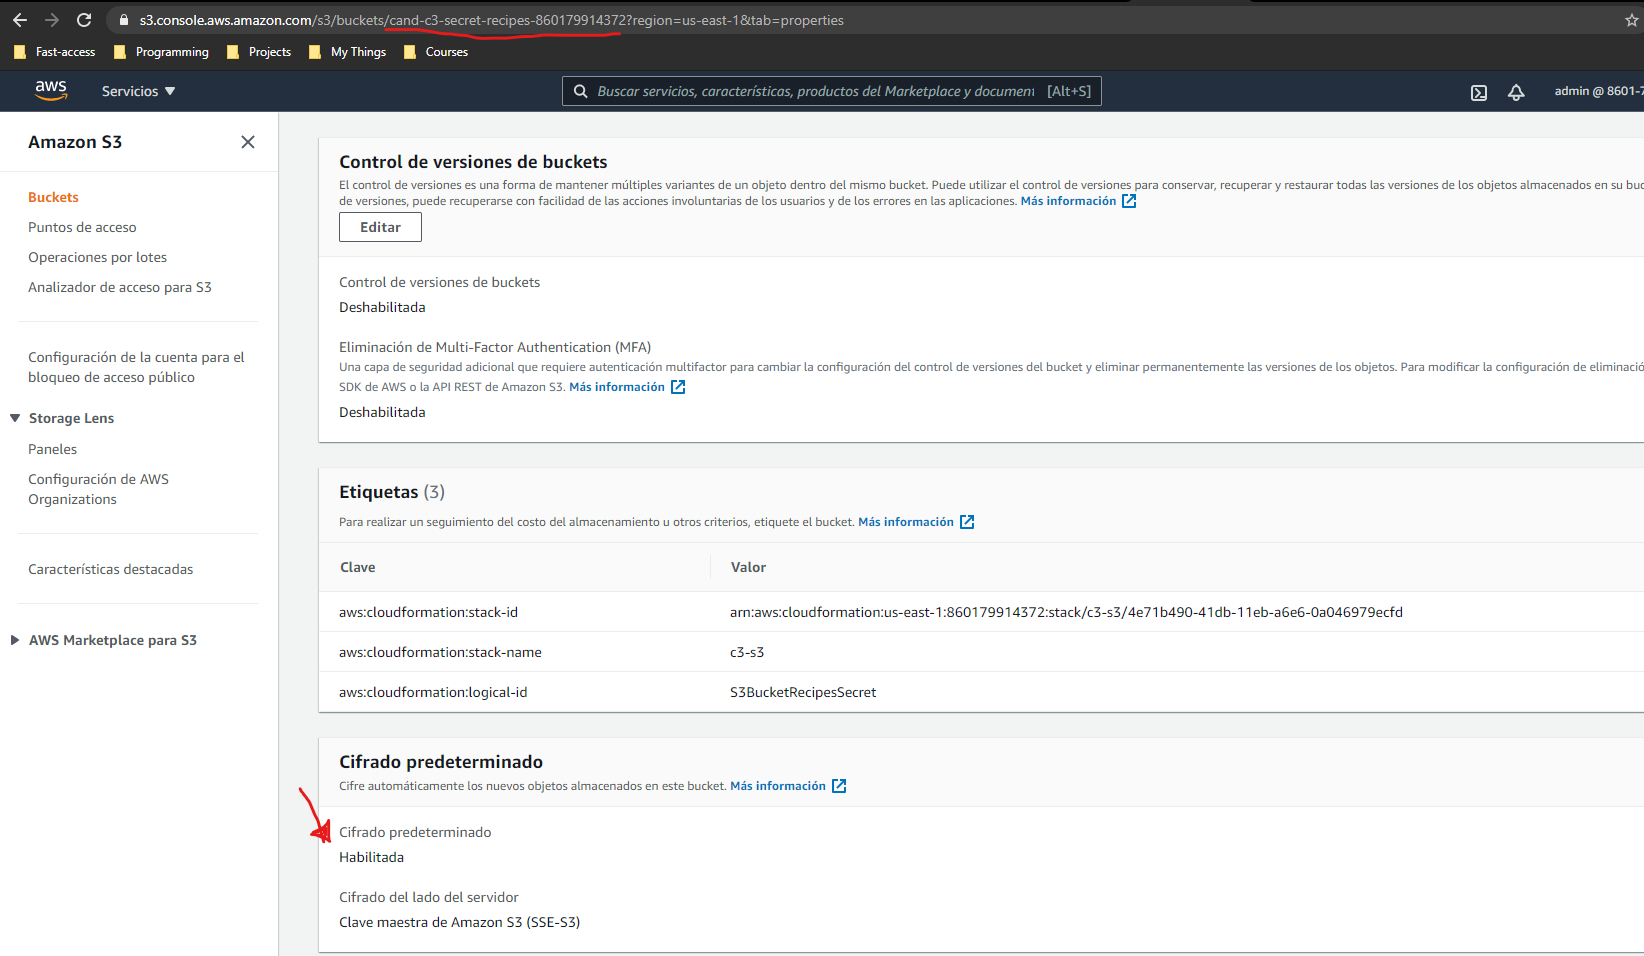 s3.console.aws.amazon.com/s3/buckets/cand-c3-secret-recipes-860179914372?region=us-east-1&tab=properties
Fast-access Programming Projects My Things Courses
aws Servicios Buscar servicios, características, productos del Marketplace y document [Alt+S] admin @ 8601-7
Amazon S3
Buckets
Puntos de acceso
Operaciones por lotes
Analizador de acceso para S3
Configuración de la cuenta para el
bloqueo de acceso público
Storage Lens
Paneles
Configuración de AWS
Organizations
Características destacadas
AWS Marketplace para S3
Control de versiones de buckets
El control de versiones es una forma de mantener múltiples variantes de un objeto dentro del mismo bucket. Puede utilizar el control de versiones para conservar, recuperar y restaurar todas las versiones de los objetos almacenados en su buc
de versiones, puede recuperarse con facilidad de las acciones involuntarias de los usuarios y de los errores en las aplicaciones. Más información
Editar
Control de versiones de buckets
Deshabilitada
Eliminación de Multi-Factor Authentication (MFA)
Una capa de seguridad adicional que requiere autenticación multifactor para cambiar la configuración del control de versiones del bucket y eliminar permanentemente las versiones de los objetos. Para modificar la configuración de eliminació
SDK de AWS o la API REST de Amazon S3. Más información
Deshabilitada
Etiquetas (3)
Para realizar un seguimiento del costo del almacenamiento u otros criterios, etiquete el bucket. Más información
Clave Valor
aws:cloudformation:stack-id arn:aws:cloudformation:us-east-1:860179914372:stack/c3-s3/4e71b490-41db-11eb-a6e6-0a046979ecfd
aws:cloudformation:stack-name c3-s3
aws:cloudformation:logical-id S3BucketRecipesSecret
Cifrado predeterminado
Cifre automáticamente los nuevos objetos almacenados en este bucket. Más información
Cifrado predeterminado
Habilitada
Cifrado del lado del servidor
Clave maestra de Amazon S3 (SSE-S3)